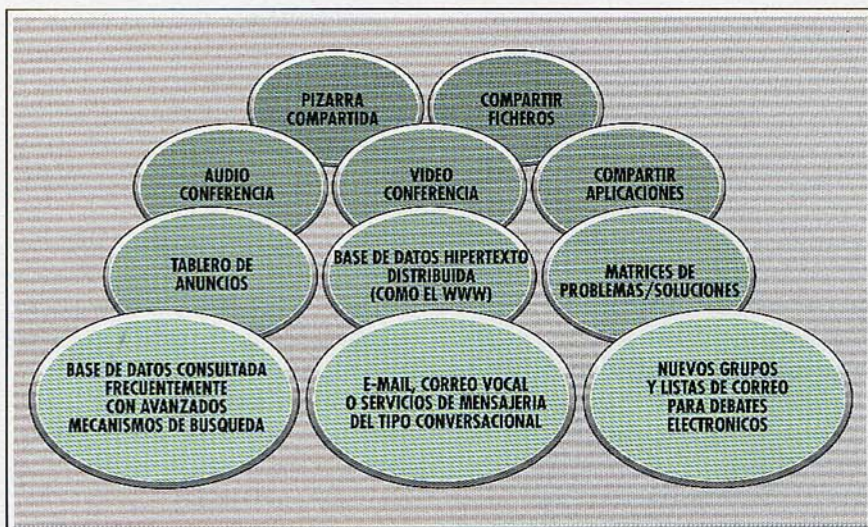 PIZARRA
COMPARTIDA
COMPARTIR
FICHEROS
AUDIO
CONFERENCIA
VIDEO
CONFERENCIA
COMPARTIR
APLICACIONES
TABLERO DE
ANUNCIOS
BASE DE DATOS HIPERTEXTO
DISTRIBUIDA
(COMO EL WWW)
MATRICES DE
PROBLEMAS/SOLUCIONES
BASE DE DATOS CONSULTADA
FRECUENTEMENTE
CON AVANZADOS
MECANISMOS DE BUSQUEDA
E-MAIL, CORREO VOCAL
O SERVICIOS DE MENSAJERIA
DEL TIPO CONVERSACIONAL
NUEVOS GRUPOS
Y LISTAS DE CORREO
PARA DEBATES
ELECTRONICOS